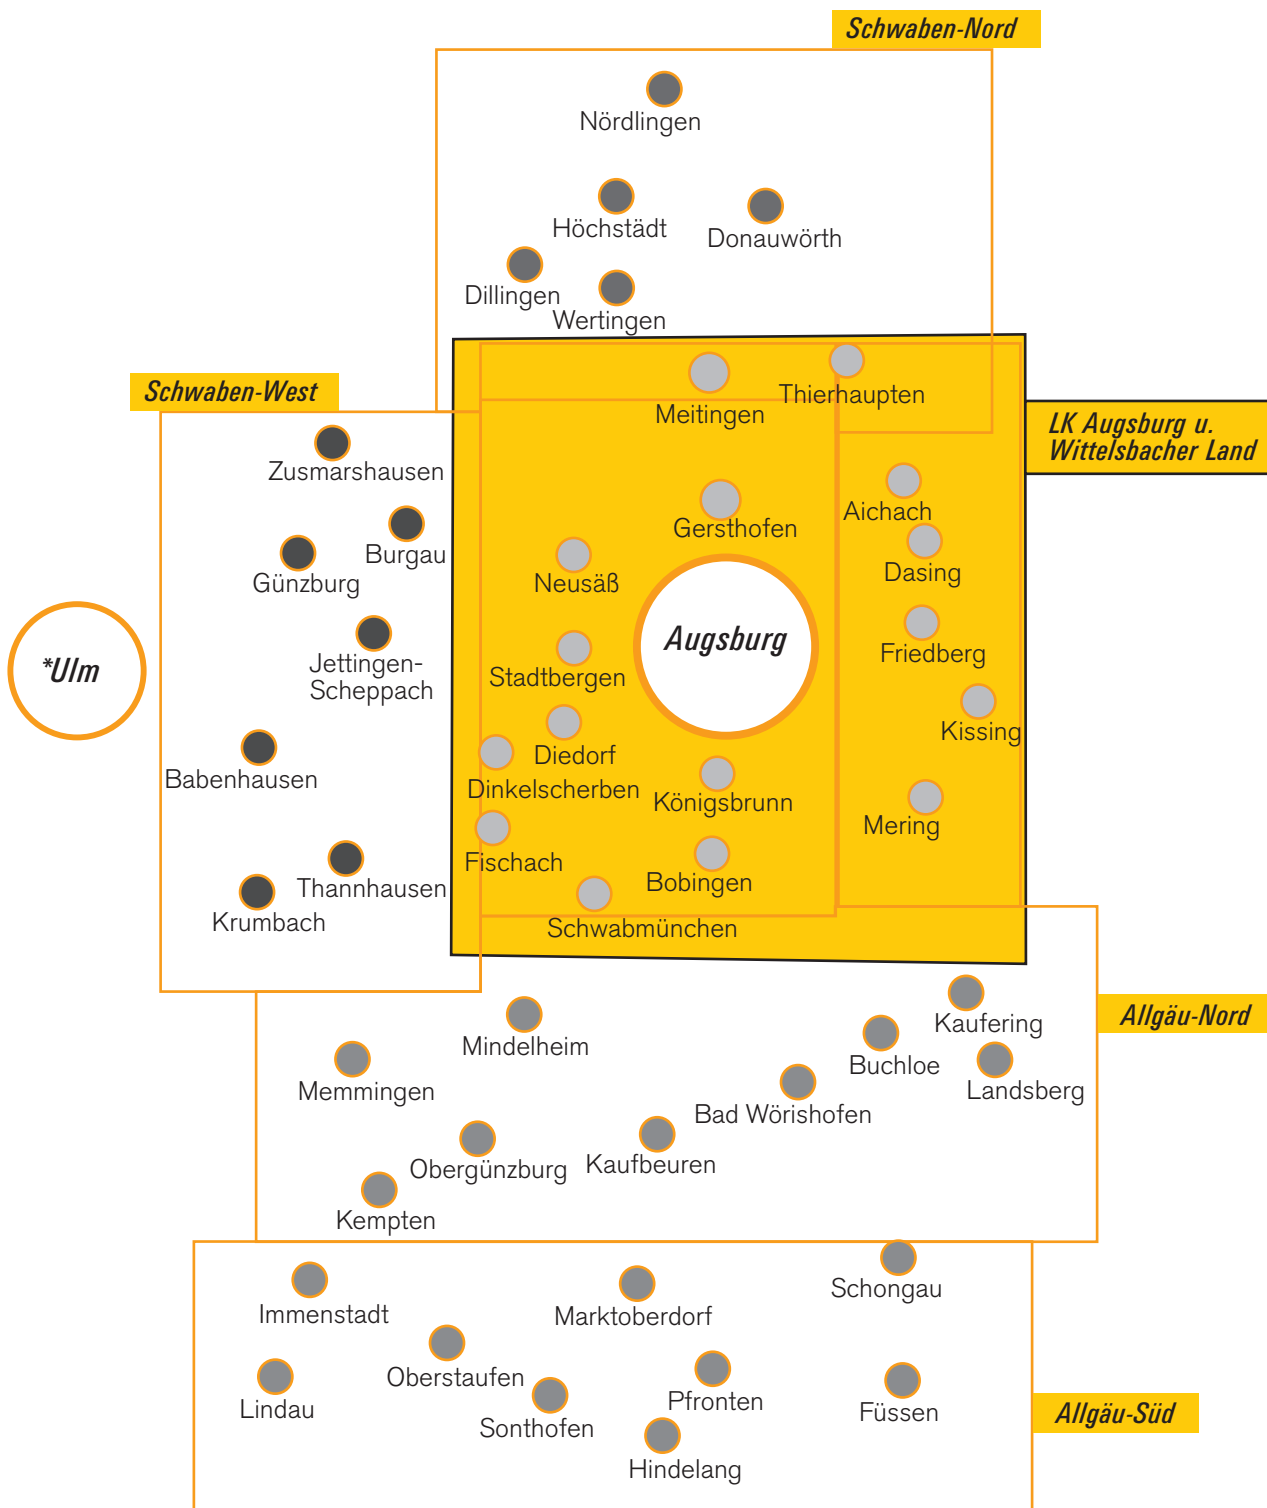 Schwaben-Nord
Nördlingen
Höchstädt
Donauwörth
Dillingen
Wertingen
Schwaben-West
Meitingen
Thierhaupten
LK Augsburg u.
Wittelsbacher Land
Zusmarshausen
Aichach
Gersthofen
Burgau
Günzburg
Neusäß
Dasing
*Ulm
Jettingen-
Scheppach
Stadtbergen
Augsburg
Friedberg
Kissing
Diedorf
Babenhausen
Dinkelscherben
Königsbrunn
Mering
Fischach
Thannhausen
Bobingen
Krumbach
Schwabmünchen
Allgäu-Nord
Kaufering
Mindelheim
Buchloe
Memmingen
Landsberg
Bad Wörishofen
Obergünzburg
Kaufbeuren
Kempten
Schongau
Immenstadt
Marktoberdorf
Oberstaufen
Pfronten
Lindau
Füssen
Allgäu-Süd
Sonthofen
Hindelang